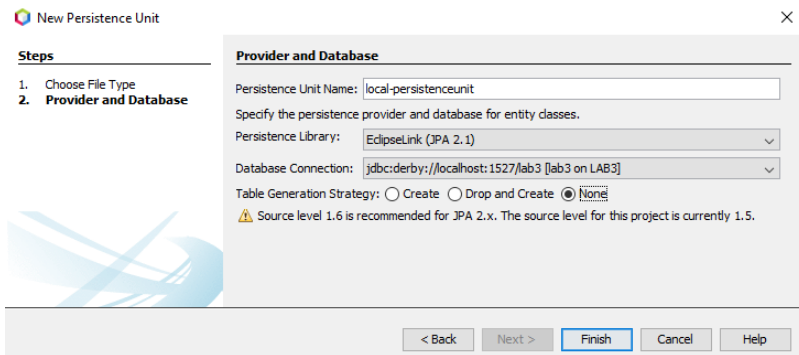 New Persistence Unit
Steps
1. Choose File Type
2. Provider and Database
Provider and Database
Persistence Unit Name: local-persistenceunit
Specify the persistence provider and database for entity classes.
Persistence Library: EclipseLink (JPA 2.1)
Database Connection: jdbc:derby://localhost:1527/lab3 [lab3 on LAB3]
Table Generation Strategy: Create Drop and Create None
Source level 1.6 is recommended for JPA 2.x. The source level for this project is currently 1.5.
< Back Next > Finish Cancel Help